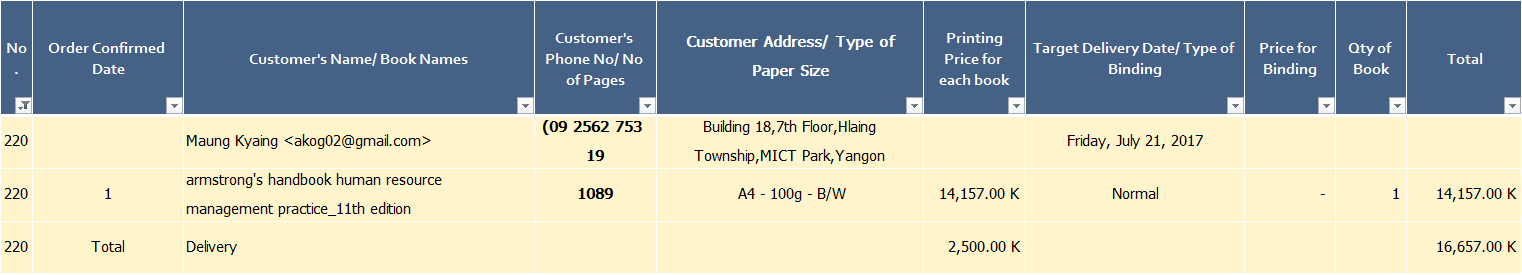 No
.
Order Confirmed
Date
Customer's Name/ Book Names
Customer's
Phone No/ No
of Pages
Customer Address/ Type of
Paper Size
Printing
Price for
each book
Target Delivery Date/ Type of
Binding
Price for
Binding
Qty of
Book
Total
220
Maung Kyaing <akog02@gmail.com>
(09 2562 753
19
Building 18,7th Floor,Hlaing
Township,MICT Park,Yangon
Friday, July 21, 2017
220
1
armstrong's handbook human resource
management practice_11th edition
1089
A4 - 100g - B/W
14,157.00 K
Normal
-
1
14,157.00 K
220
Total
Delivery
2,500.00 K
16,657.00 K